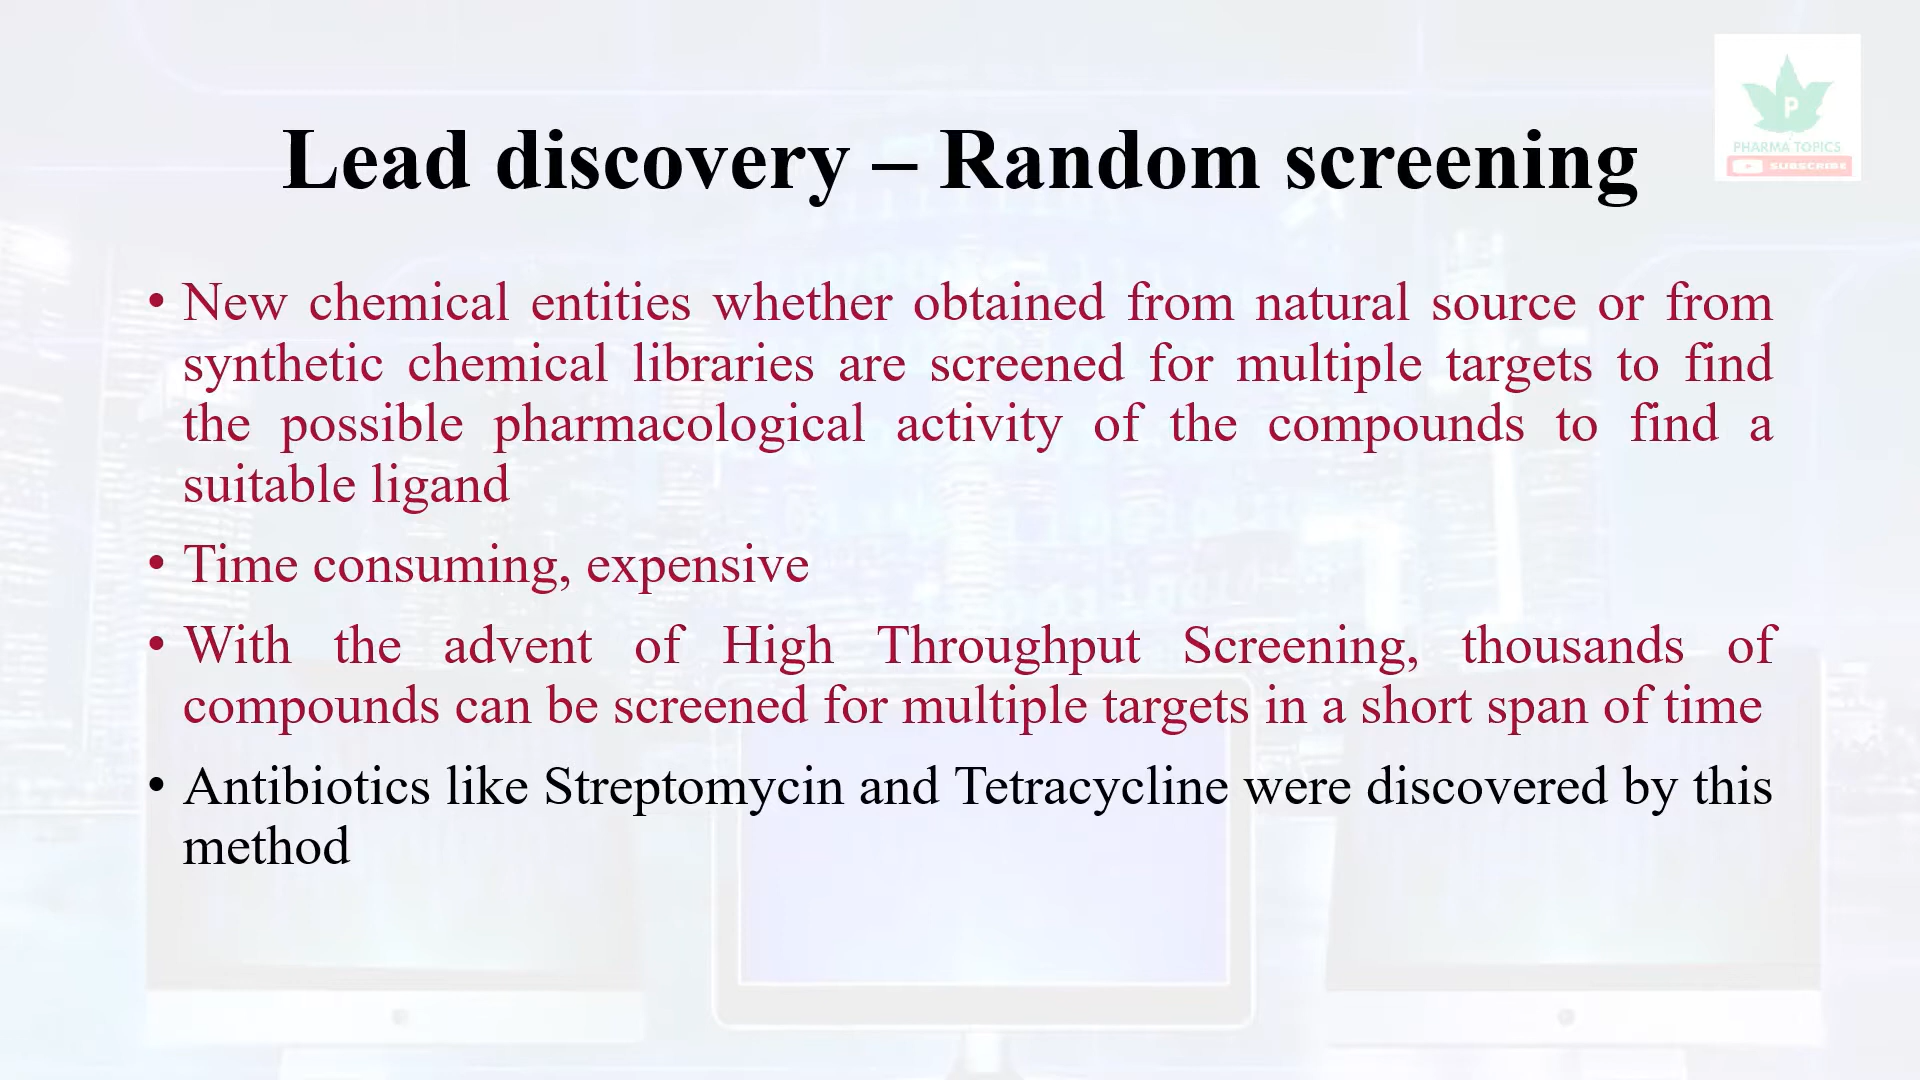 Lead discovery – Random screening
P
PHARMA TOPICS
SUBSCRIBE
• New chemical entities whether obtained from natural source or from
synthetic chemical libraries are screened for multiple targets to find
the possible pharmacological activity of the compounds to find a
suitable ligand
• Time consuming, expensive
• With the advent of High Throughput Screening, thousands of
compounds can be screened for multiple targets in a short span of time
• Antibiotics like Streptomycin and Tetracycline were discovered by this
method